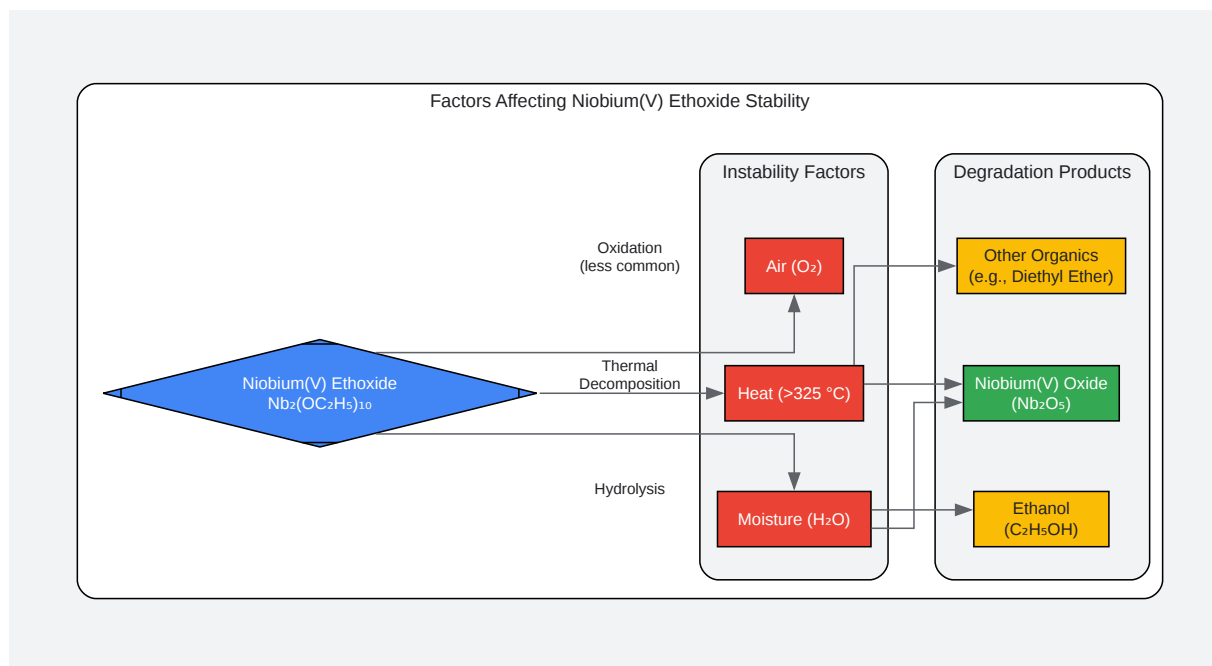 Factors Affecting Niobium(V) Ethoxide Stability
Instability Factors
Degradation Products
Oxidation
(less common)
Air (O₂)
Other Organics
(e.g., Diethyl Ether)
Niobium(V) Ethoxide
Nb₂(OC₂H₅)₁₀
Thermal
Decomposition
Heat (>325 °C)
Niobium(V) Oxide
(Nb₂O₅)
Hydrolysis
Moisture (H₂O)
Ethanol
(C₂H₅OH)